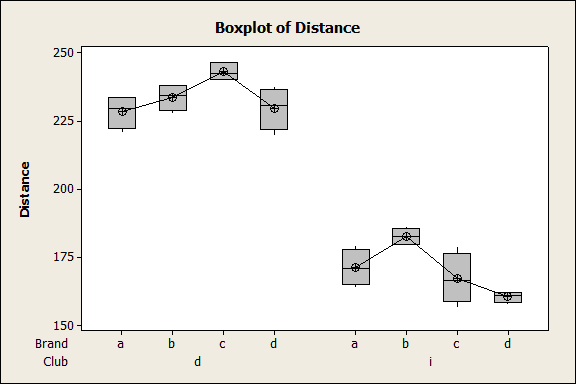 Boxplot of Distance
Distance
250
225
200
175
150
Brand a b c d a b c d
Club d i